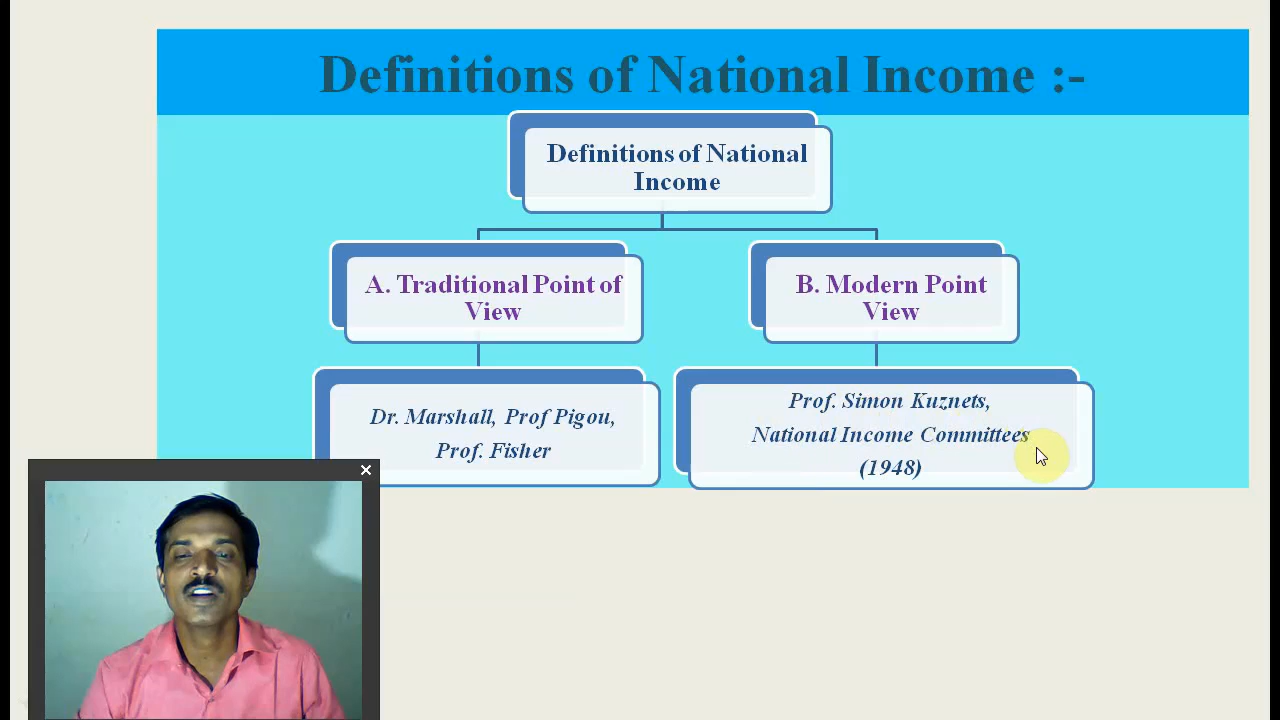 Definitions of National Income :-
Definitions of National
Income
A. Traditional Point of
View
B. Modern Point
View
Dr. Marshall, Prof Pigou,
Prof. Fisher
Prof. Simon Kuznets,
National Income Committees
(1948)